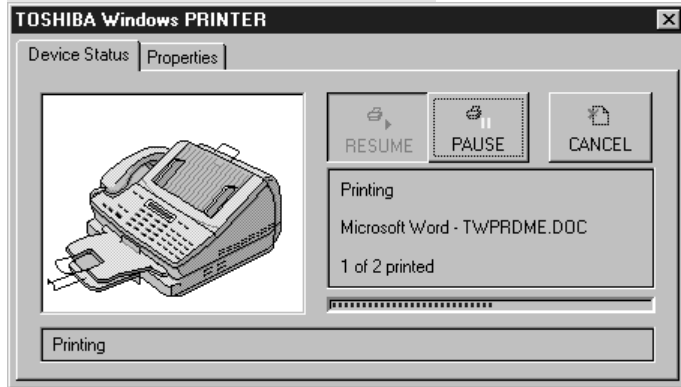 TOSHIBA Windows PRINTER
Device Status Properties
RESUME PAUSE CANCEL
Printing
Microsoft Word - TWPRDME.DOC
1 of 2 printed
Printing